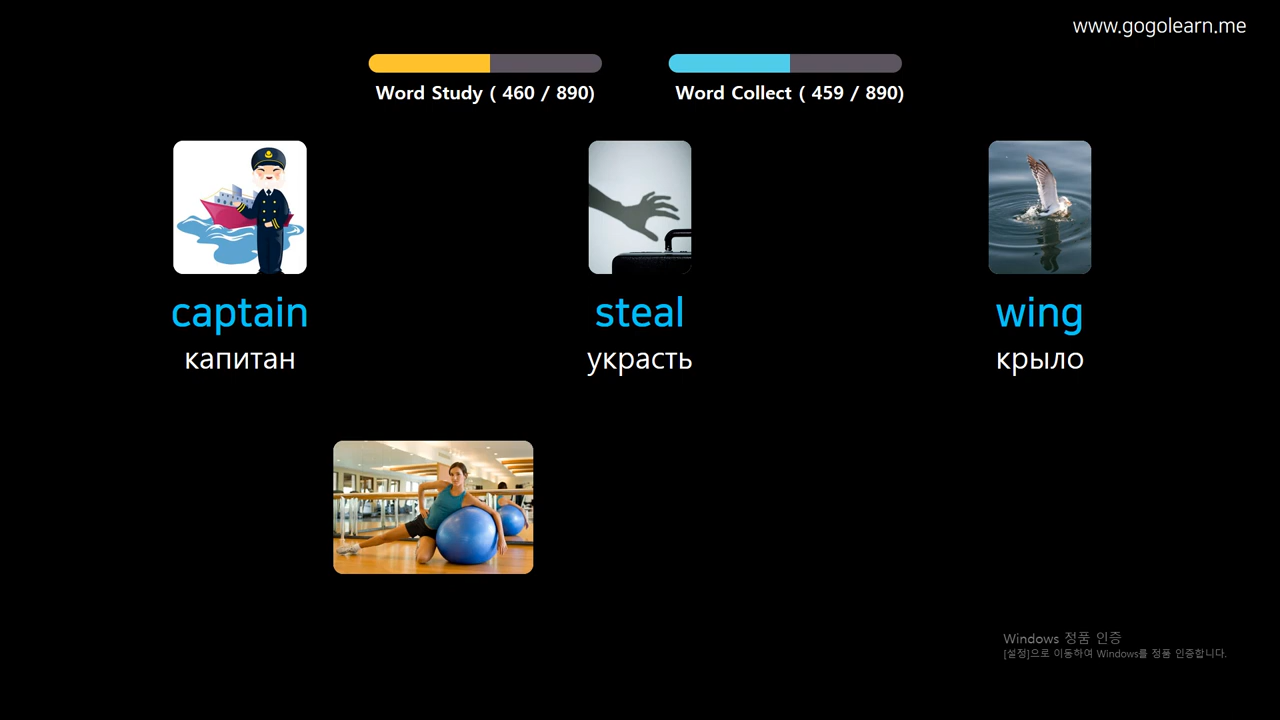 www.gogolearn.me
Word Study ( 460 / 890)
Word Collect ( 459 / 890)
captain
steal
wing
капитан
украсть
крыло
Windows 정품 인증
[설정]으로 이동하여 Windows를 정품 인증합니다.